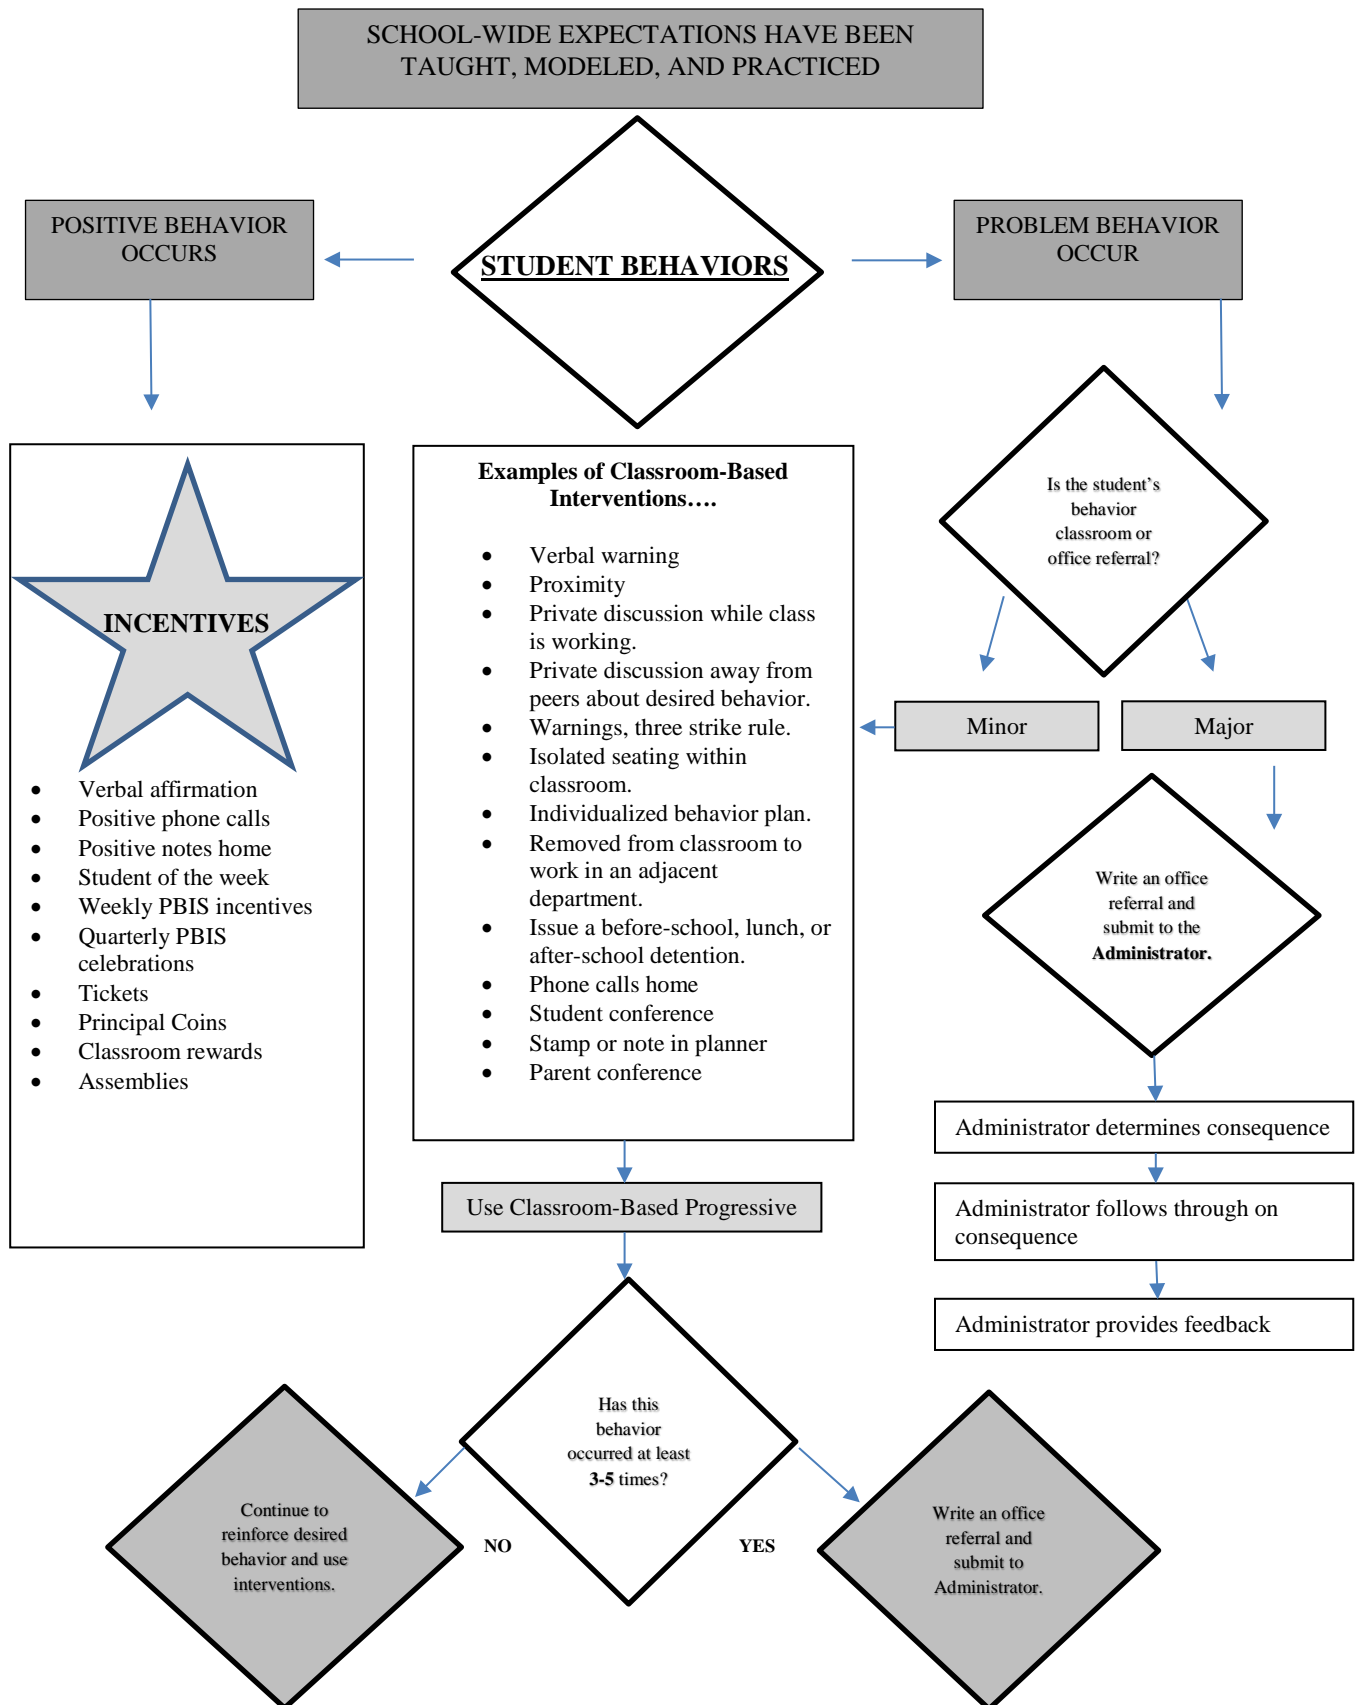 SCHOOL-WIDE EXPECTATIONS HAVE BEEN
TAUGHT, MODELED, AND PRACTICED
POSITIVE BEHAVIOR
OCCURS
STUDENT BEHAVIORS
PROBLEM BEHAVIOR
OCCUR
INCENTIVES
• Verbal affirmation
• Positive phone calls
• Positive notes home
• Student of the week
• Weekly PBIS incentives
• Quarterly PBIS
celebrations
• Tickets
• Principal Coins
• Classroom rewards
• Assemblies
Examples of Classroom-Based
Interventions….
• Verbal warning
• Proximity
• Private discussion while class
is working.
• Private discussion away from
peers about desired behavior.
• Warnings, three strike rule.
• Isolated seating within
classroom.
• Individualized behavior plan.
• Removed from classroom to
work in an adjacent
department.
• Issue a before-school, lunch, or
after-school detention.
• Phone calls home
• Student conference
• Stamp or note in planner
• Parent conference
Is the student’s
behavior
classroom or
office referral?
Minor
Major
Write an office
referral and
submit to the
Administrator.
Administrator determines consequence
Administrator follows through on
consequence
Administrator provides feedback
Use Classroom-Based Progressive
Has this
behavior
occurred at least
3-5 times?
NO
YES
Continue to
reinforce desired
behavior and use
interventions.
Write an office
referral and
submit to
Administrator.